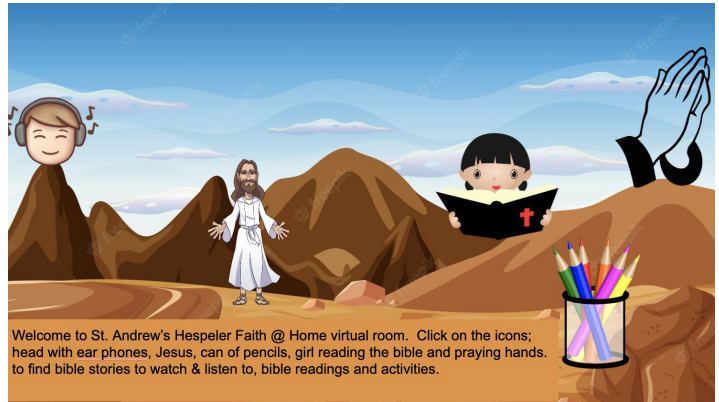 Welcome to St. Andrew's Hespeler Faith @ Home virtual room.  Click on the icons;
head with ear phones, Jesus, can of pencils, girl reading the bible and praying hands.
to find bible stories to watch & listen to, bible readings and activities.